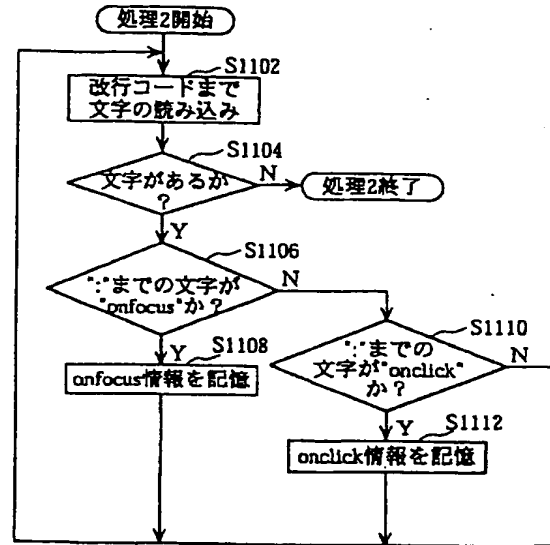 処理2開始
S1102
改行コードまで
文字の読み込み
S1104
文字があるか
?
N
処理2終了
Y
S1106
":"までの文字が
"onfocus"か?
N
S1110
":"までの
文字が"onclick"
か?
N
Y
S1108
onfocus情報を記憶
Y
S1112
onclick情報を記憶